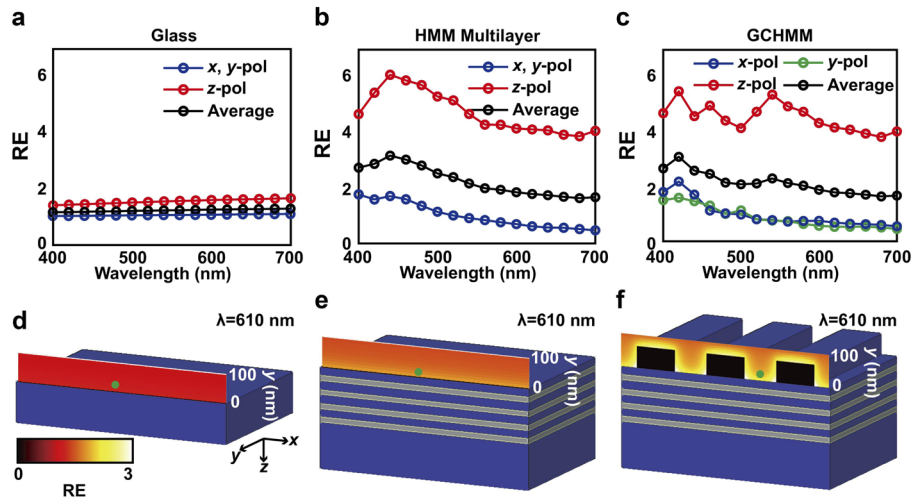 a
Glass
RE
6
4
2
0
x, y-pol
z-pol
Average
400
500
600
700
Wavelength (nm)
b
HMM Multilayer
RE
6
4
2
0
x, y-pol
z-pol
Average
400
500
600
700
Wavelength (nm)
c
GCHMM
RE
6
4
2
0
x-pol
y-pol
z-pol
Average
400
500
600
700
Wavelength (nm)
d
λ=610 nm
100
0
y (nm)
0
3
RE
x
y
z
e
λ=610 nm
100
0
y (nm)
f
λ=610 nm
100
0
y (nm)